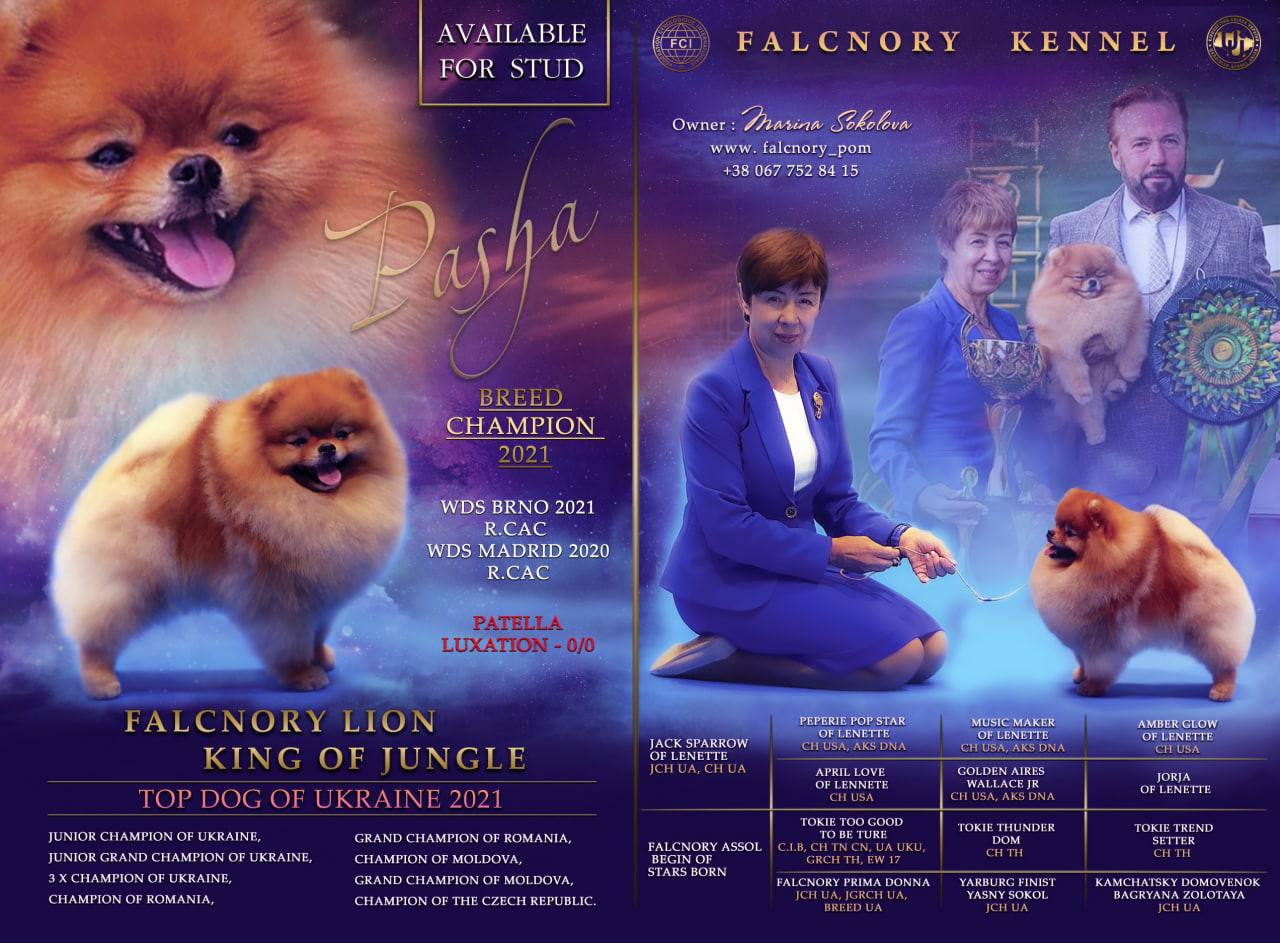 AVAILABLE
FOR STUD
Pasha
BREED
CHAMPION
2021
WDS BRNO 2021
R.CAC
WDS MADRID 2020
R.CAC
PATELLA
LUXATION - 0/0
FALCNORY LION
KING OF JUNGLE
TOP DOG OF UKRAINE 2021
JUNIOR CHAMPION OF UKRAINE,
JUNIOR GRAND CHAMPION OF UKRAINE,
3 X CHAMPION OF UKRAINE,
CHAMPION OF ROMANIA,
GRAND CHAMPION OF ROMANIA,
CHAMPION OF MOLDOVA,
GRAND CHAMPION OF MOLDOVA,
CHAMPION OF THE CZECH REPUBLIC.
FCI
FALCNORY KENNEL
Owner : Marina Sokolova
www. falcnory_pom
+38 067 752 84 15
JACK SPARROW
OF LENETTE
JCH UA, CH UA
PEPERIE POP STAR
OF LENETTE
CH USA, AKS DNA
MUSIC MAKER
OF LENETTE
CH USA, AKS DNA
AMBER GLOW
OF LENETTE
CH USA
APRIL LOVE
OF LENNETE
CH USA
GOLDEN AIRES
WALLACE JR
CH USA, AKS DNA
JORJA
OF LENETTE
FALCNORY ASSOL
BEGIN OF
STARS BORN
TOKIE TOO GOOD
TO BE TURE
C.I.B, CH TN CN, UA UKU,
GRCH TH, EW 17
TOKIE THUNDER
DOM
CH TH
TOKIE TREND
SETTER
CH TH
FALCNORY PRIMA DONNA
JCH UA, JGRCH UA,
BREED UA
YARBURG FINIST
YASNY SOKOL
JCH UA
KAMCHATSKY DOMOVENOK
BAGRYANA ZOLOTAYA
JCH UA